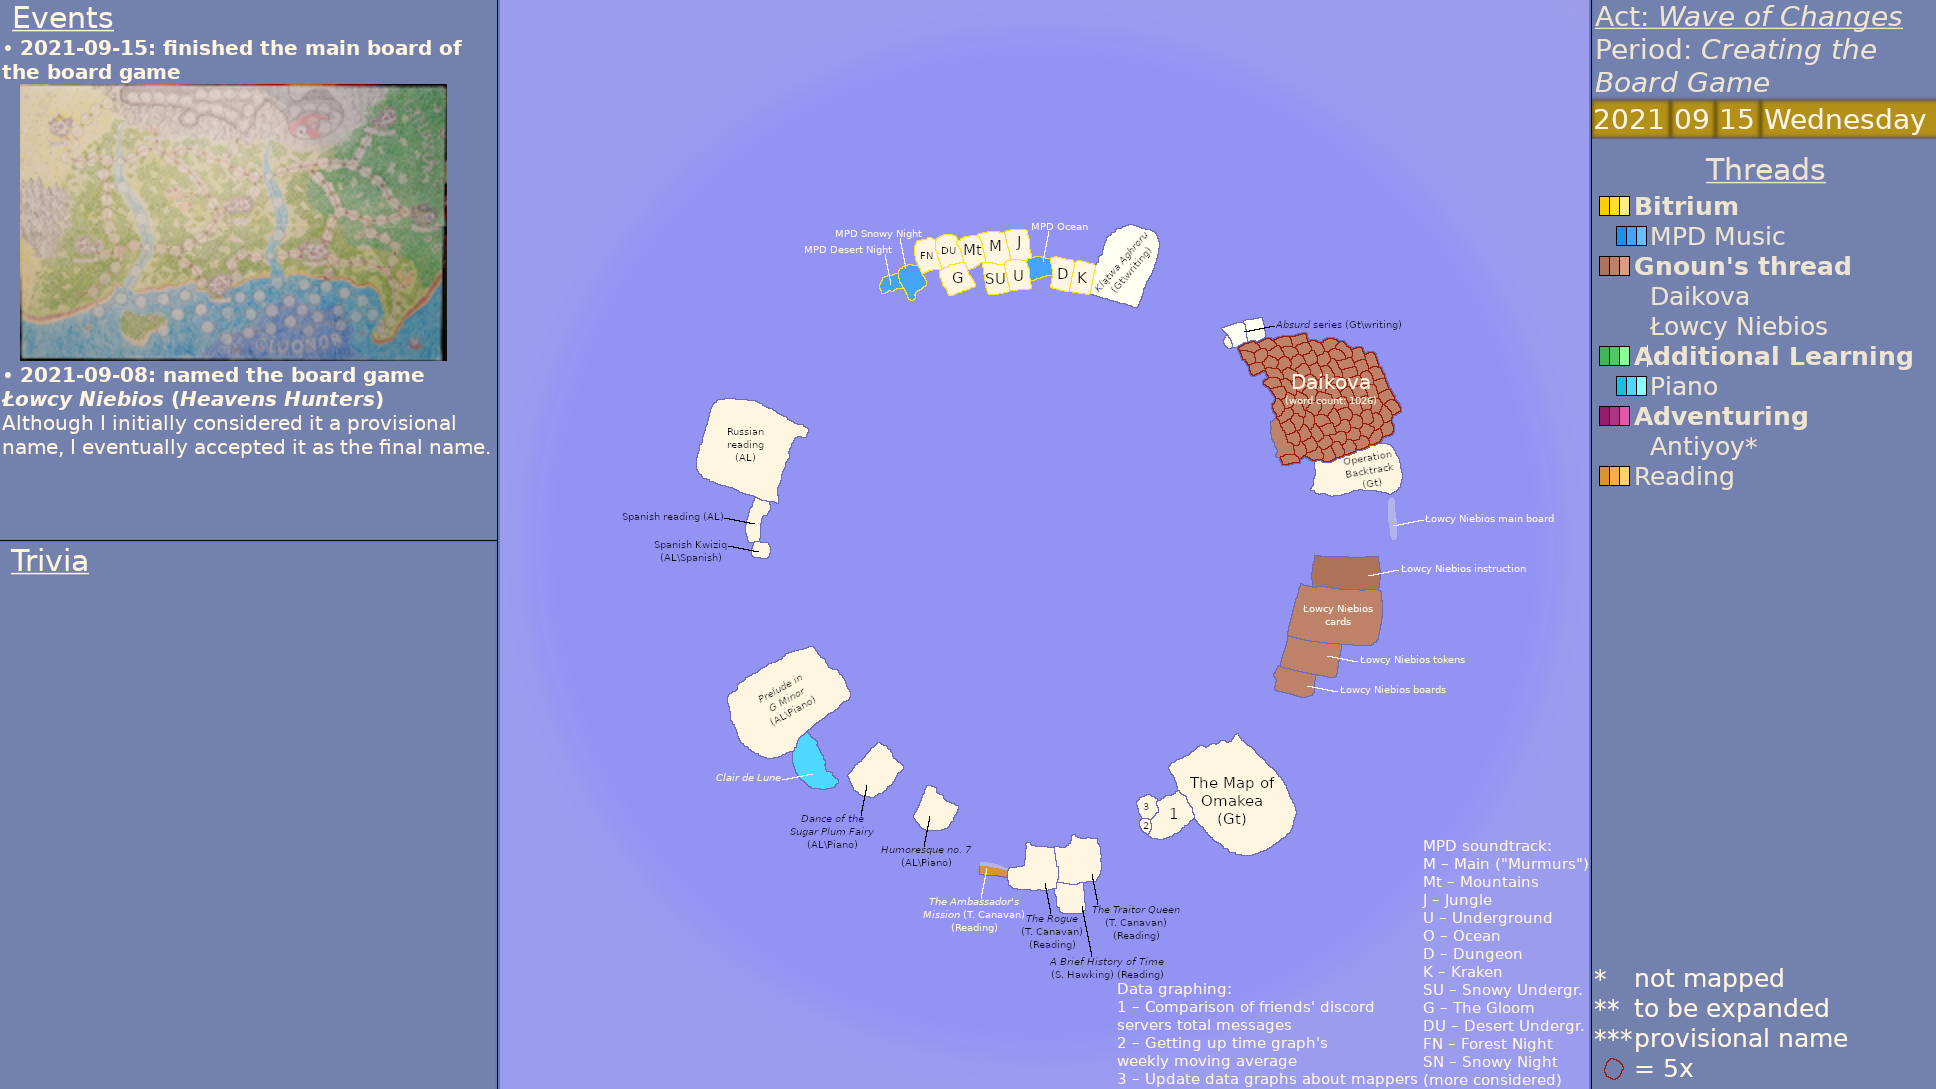 Events
• 2021-09-15: finished the main board of
the board game
• 2021-09-08: named the board game
Łowcy Niebios (Heavens Hunters)
Although I initially considered it a provisional
name, I eventually accepted it as the final name.
Trivia
MPD Snowy Night
MPD Desert Night
MPD Ocean
FN
DU
Mt
M
J
G
SU
U
D
K
Klątwa Aghroru
(Gt\writing)
Absurd series (Gt\writing)
Daikova
(word count: 1026)
Operation
Backtrack
(Gt)
Łowcy Niebios main board
Łowcy Niebios instruction
Łowcy Niebios
cards
Łowcy Niebios tokens
Łowcy Niebios boards
Russian
reading
(AL)
Spanish reading (AL)
Spanish Kwiziq
(AL\Spanish)
Prelude in
G Minor
(AL\Piano)
Clair de Lune
Dance of the
Sugar Plum Fairy
(AL\Piano)
Humoresque no. 7
(AL\Piano)
The Ambassador's
Mission (T. Canavan)
(Reading)
The Rogue
(T. Canavan)
(Reading)
The Traitor Queen
(T. Canavan)
(Reading)
A Brief History of Time
(S. Hawking) (Reading)
The Map of
Omakea
(Gt)
3
2
1
Data graphing:
1 – Comparison of friends' discord
servers total messages
2 – Getting up time graph's
weekly moving average
3 – Update data graphs about mappers
MPD soundtrack:
M – Main ("Murmurs")
Mt – Mountains
J – Jungle
U – Underground
O – Ocean
D – Dungeon
K – Kraken
SU – Snowy Undergr.
G – The Gloom
DU – Desert Undergr.
FN – Forest Night
SN – Snowy Night
(more considered)
Act: Wave of Changes
Period: Creating the
Board Game
2021 09 15 Wednesday
Threads
Bitrium
MPD Music
Gnoun's thread
Daikova
Łowcy Niebios
Additional Learning
Piano
Adventuring
Antiyoy*
Reading
* not mapped
** to be expanded
*** provisional name
= 5x